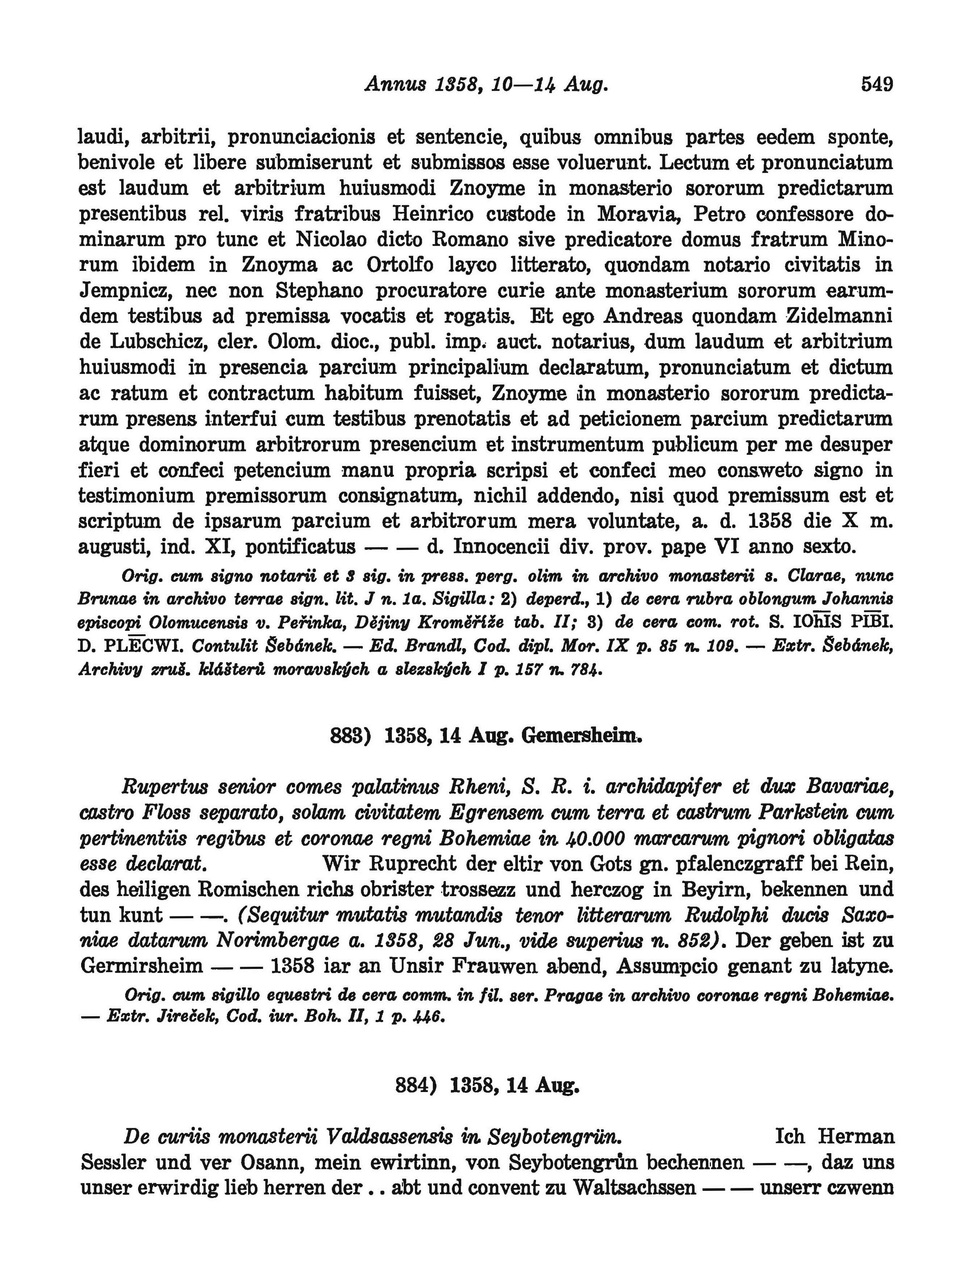 Annus 1358, 10—14 Aug. 549
laudi, arbitrii, pronunciacionis et sentencie, quibus omnibus partes eedem sponte,
benivole et libere submiserunt et submissos esse voluerunt. Lectum et pronunciatum
est laudum et arbitrium huiusmodi Znoyme in monasterio sororum predictarum
presentibus rel. viris fratribus Heinrico custode in Moravia, Petro confessore do-
minarum pro tunc et Nicolao dicto Romano sive predicatore domus fratrum Mino-
rum ibidem in Znoyma ac Ortolfo layco litterato, quondam notario civitatis in
Jempnicz, nec non Stephano procuratore curie ante monasterium sororum earum-
dem testibus ad premissa vocatis et rogatis. Et ego Andreas quondam Zidelmanni
de Lubschicz, cler. Olom. dioc., publ. imp. auct. notarius, dum laudum et arbitrium
huiusmodi in presencia parcium principalium declaratum, pronunciatum et dictum
ac ratum et contractum habitum fuisset, Znoyme in monasterio sororum predicta-
rum presens interfui cum testibus prenotatis et ad peticionem parcium predictarum
atque dominorum arbitrorum presencium et instrumentum publicum per me desuper
fieri et confeci petencium manu propria scripsi et confeci meo consweto signo in
testimonium premissorum consignatum, nichil addendo, nisi quod premissum est et
scriptum de ipsarum parcium et arbitrorum mera voluntate, a. d. 1358 die X m.
augusti, ind. XI, pontificatus — — d. Innocencii div. prov. pape VI anno sexto.
Orig. cum signo notarii et 3 sig. in press. perg. olim in archivo monasterii s. Clarae, nunc
Brunae in archivo terrae sign. lit. J n. 1a. Sigilla: 2) deperd., 1) de cera rubra oblongum Johannis
episcopi Olomucensis v. Peřinka, Dějiny Kroměříže tab. II; 3) de cera com. rot. S. IOh̅I̅S PI̅B̅I.
D. PLE̅CWI. Contulit Šebánek. — Ed. Brandl, Cod. dipl. Mor. IX p. 85 n. 109. — Extr. Šebánek,
Archivy zruš. klášterů moravských a slezských I p. 157 n. 784.
883) 1358, 14 Aug. Gemersheim.
Rupertus senior comes palatinus Rheni, S. R. i. archidapifer et dux Bavariae,
castro Floss separato, solam civitatem Egrensem cum terra et castrum Parkstein cum
pertinentiis regibus et coronae regni Bohemiae in 40.000 marcarum pignori obligatas
esse declarat. Wir Ruprecht der eltir von Gots gn. pfalenczgraff bei Rein,
des heiligen Romischen richs obrister trossezz und herczog in Beyirn, bekennen und
tun kunt — —. (Sequitur mutatis mutandis tenor litterarum Rudolphi ducis Saxo-
niae datarum Norimbergae a. 1358, 28 Jun., vide superius n. 852). Der geben ist zu
Germirsheim — — 1358 iar an Unsir Frauwen abend, Assumpcio genant zu latyne.
Orig. cum sigillo equestri de cera comm. in fil. ser. Pragae in archivo coronae regni Bohemiae.
— Extr. Jireček, Cod. iur. Boh. II, 1 p. 446.
884) 1358, 14 Aug.
De curiis monasterii Valdsassensis in Seybotengrün. Ich Herman
Sessler und ver Osann, mein ewirtinn, von Seybotengrůn bechennen — —, daz uns
unser erwirdig lieb herren der . . abt und convent zu Waltsachssen — — unserr czwenn